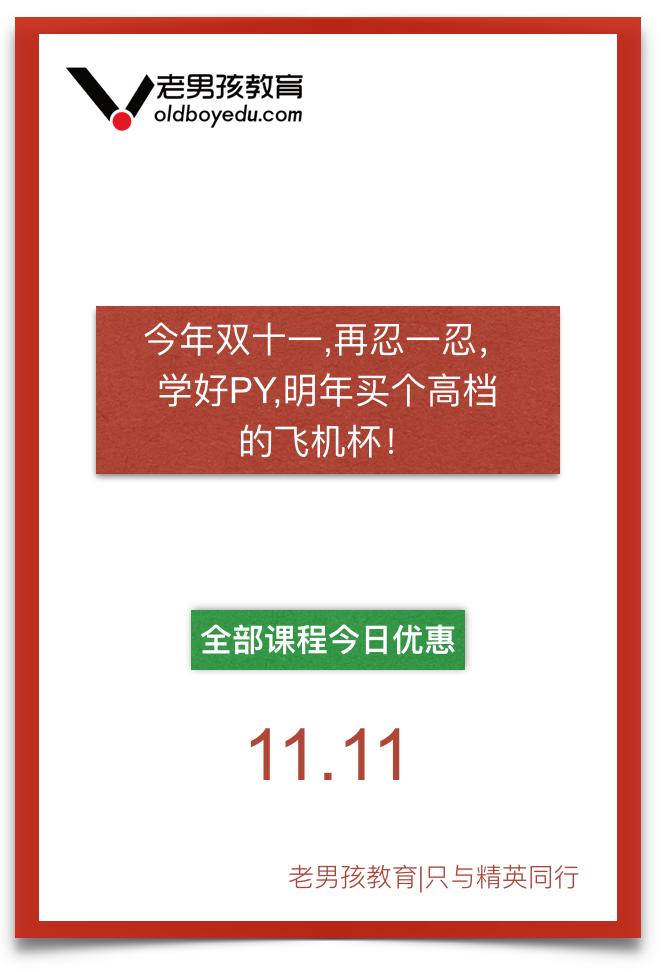 老男孩教育
oldboyedu.com
今年双十一,再忍一忍，
学好PY,明年买个高档
的飞机杯！
全部课程今日优惠
11.11
老男孩教育|只与精英同行